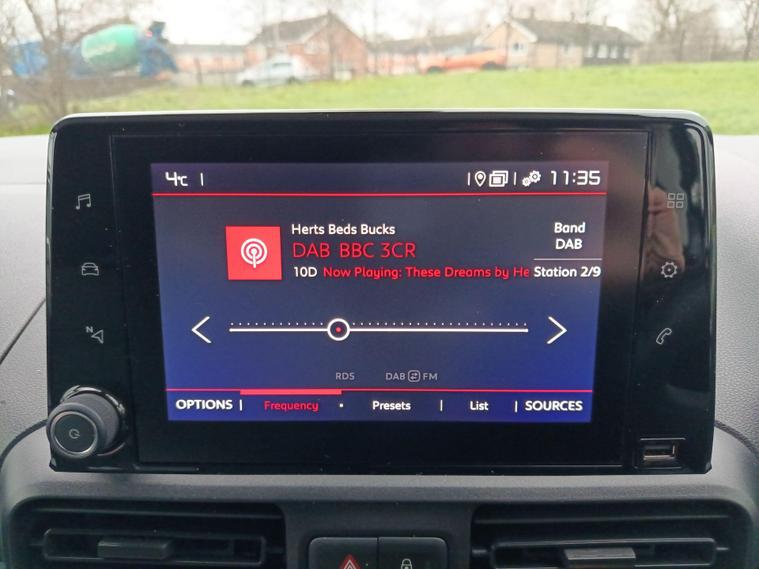 4°C | | | 11:35
Herts Beds Bucks
DAB BBC 3CR
10D Now Playing: These Dreams by He
Band
DAB
Station 2/9
RDS DAB FM
OPTIONS | Frequency • Presets | List | SOURCES
N